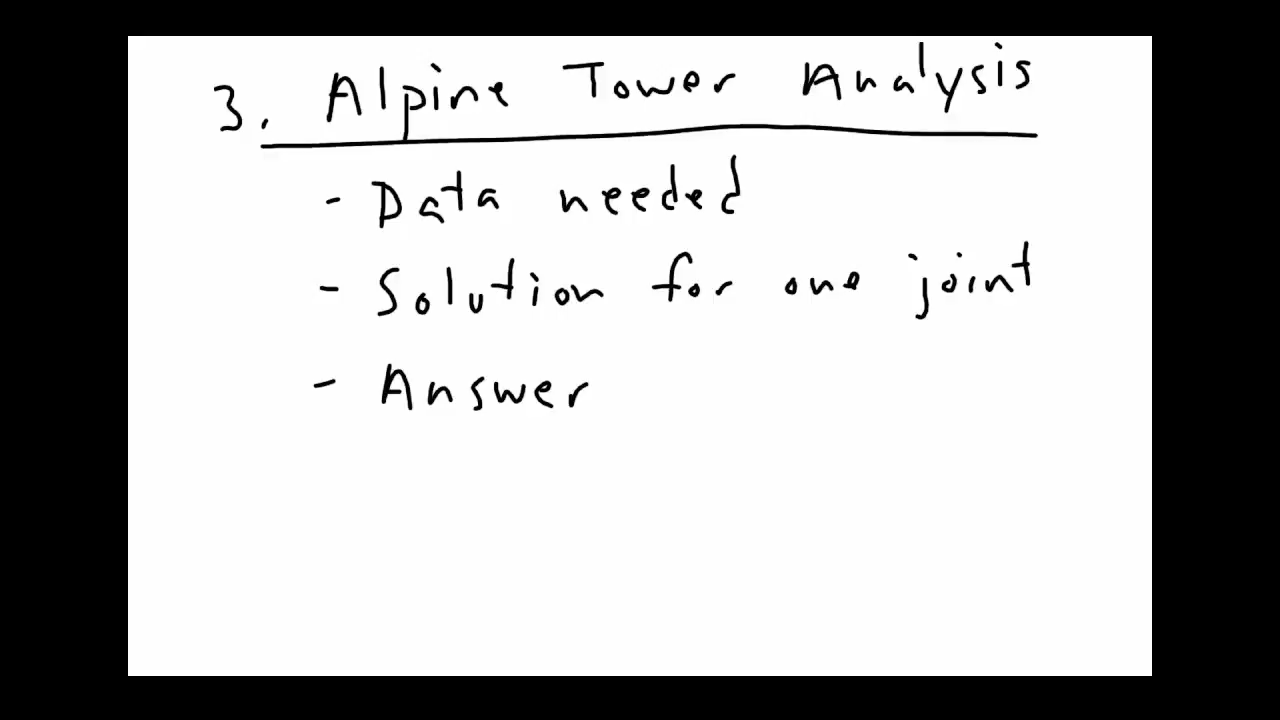 3. Alpine Tower Analysis
- Data needed
- Solution for one joint
- Answer